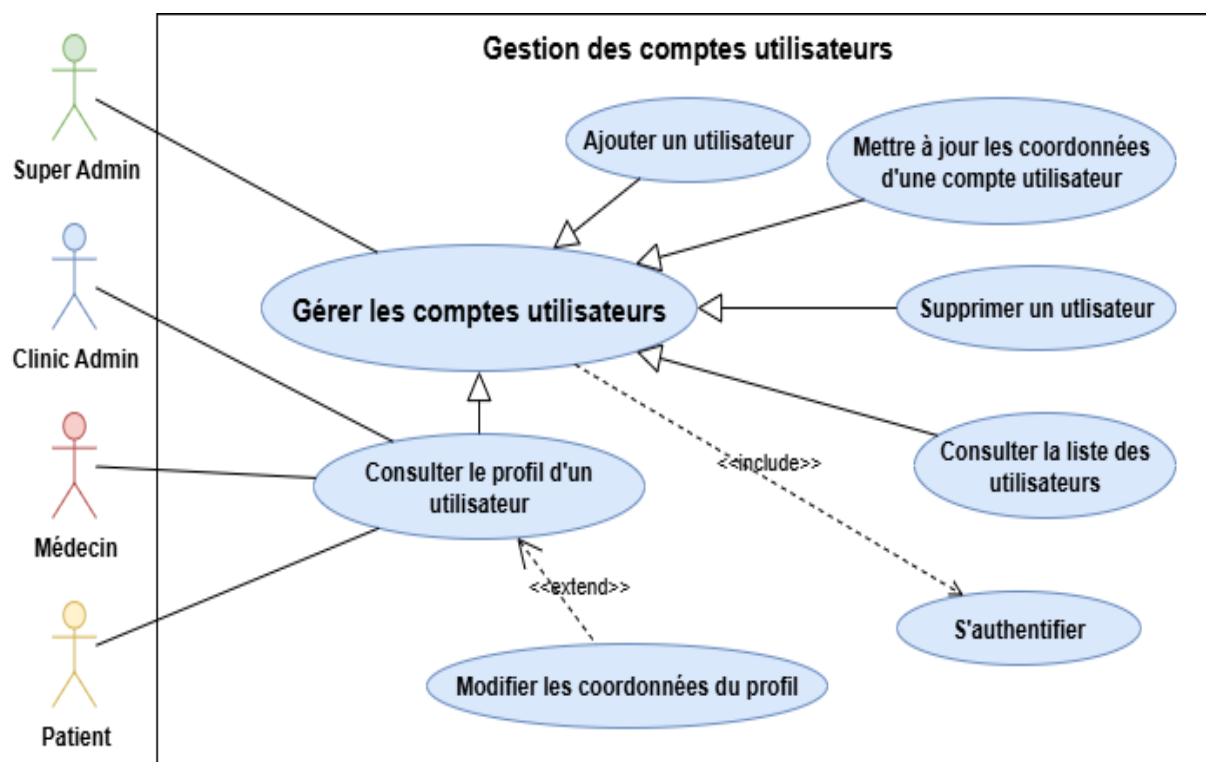 Gestion des comptes utilisateurs
Super Admin
Ajouter un utilisateur
Mettre à jour les coordonnées
d'une compte utilisateur
Clinic Admin
Gérer les comptes utilisateurs
Supprimer un utlisateur
Médecin
Consulter le profil d'un
utilisateur
<<include>>
Consulter la liste des
utilisateurs
<<extend>>
S'authentifier
Patient
Modifier les coordonnées du profil